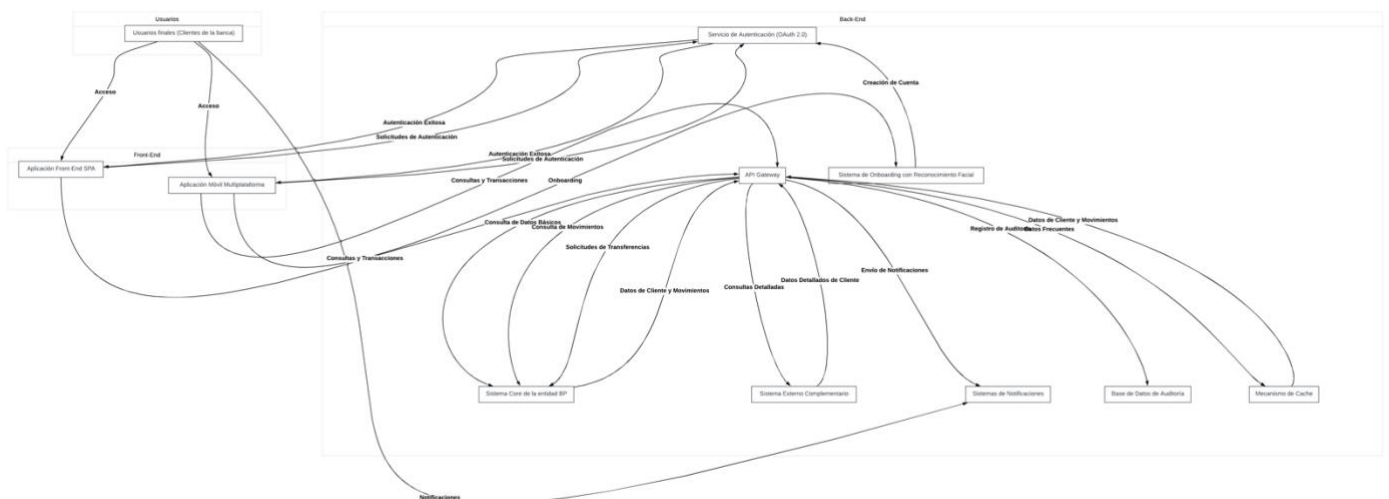 Usuarios
Back-End
Usuarios finales (Clientes de la banca)
Servicio de Autenticación (OAuth 2.0)
Creación de Cuenta
Acceso
Acceso
Autenticación Exitosa
Solicitudes de Autenticación
Front-End
Autenticación Exitosa
Solicitudes de Autenticación
Aplicación Front-End SPA
Aplicación Móvil Multiplataforma
Consultas y Transacciones
Onboarding
API Gateway
Sistema de Onboarding con Reconocimiento Facial
Consulta de Datos Básicos
Consulta de Movimientos
Datos de Cliente y Movimientos
Registro de Auditoría
Datos Frecuentes
Solicitudes de Transferencias
Consultas y Transacciones
Envío de Notificaciones
Datos Detallados de Cliente
Datos de Cliente y Movimientos
Consultas Detalladas
Sistema Core de la entidad BP
Sistema Externo Complementario
Sistemas de Notificaciones
Base de Datos de Auditoría
Mecanismo de Cache
Notificaciones